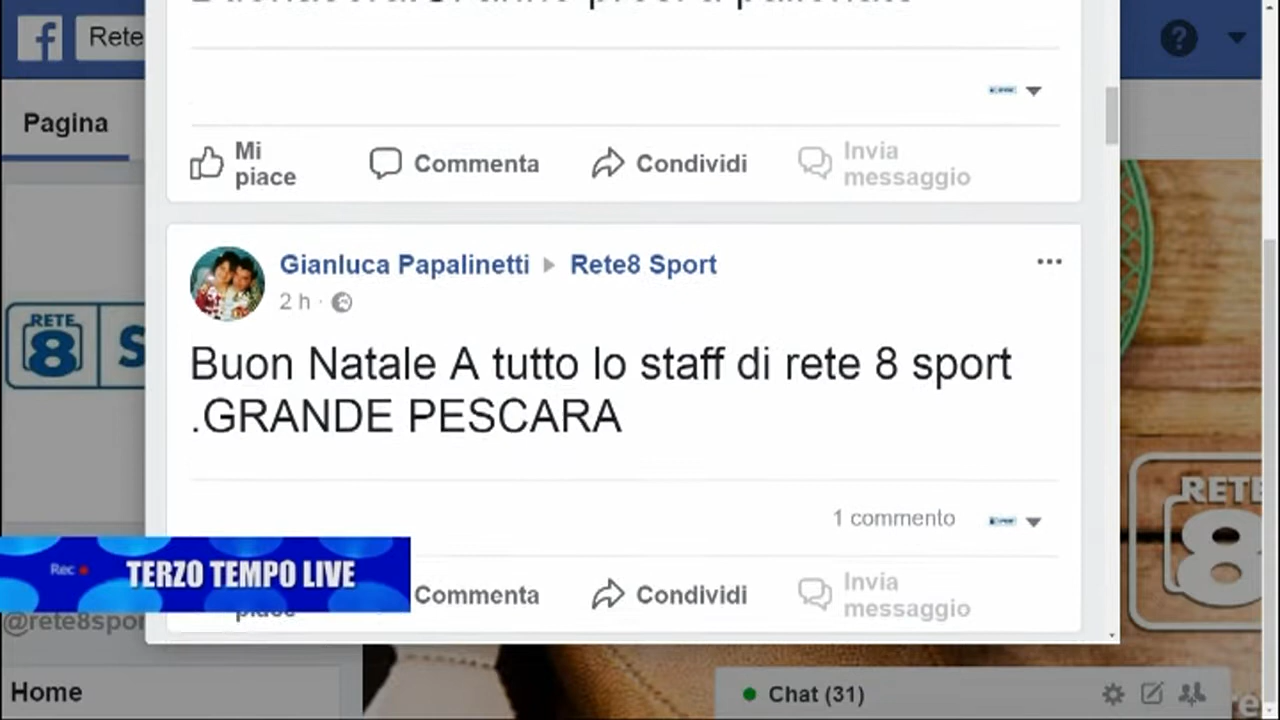 Rete
Pagina
Mi
piace
Commenta
Condividi
Invia
messaggio
Gianluca Papalinetti
Rete8 Sport
2 h
Buon Natale A tutto lo staff di rete 8 sport
.GRANDE PESCARA
1 commento
RETE
8
S
RETE
8
Rec
TERZO TEMPO LIVE
piace
Commenta
Condividi
Invia
messaggio
@rete8spor
Home
Chat (31)